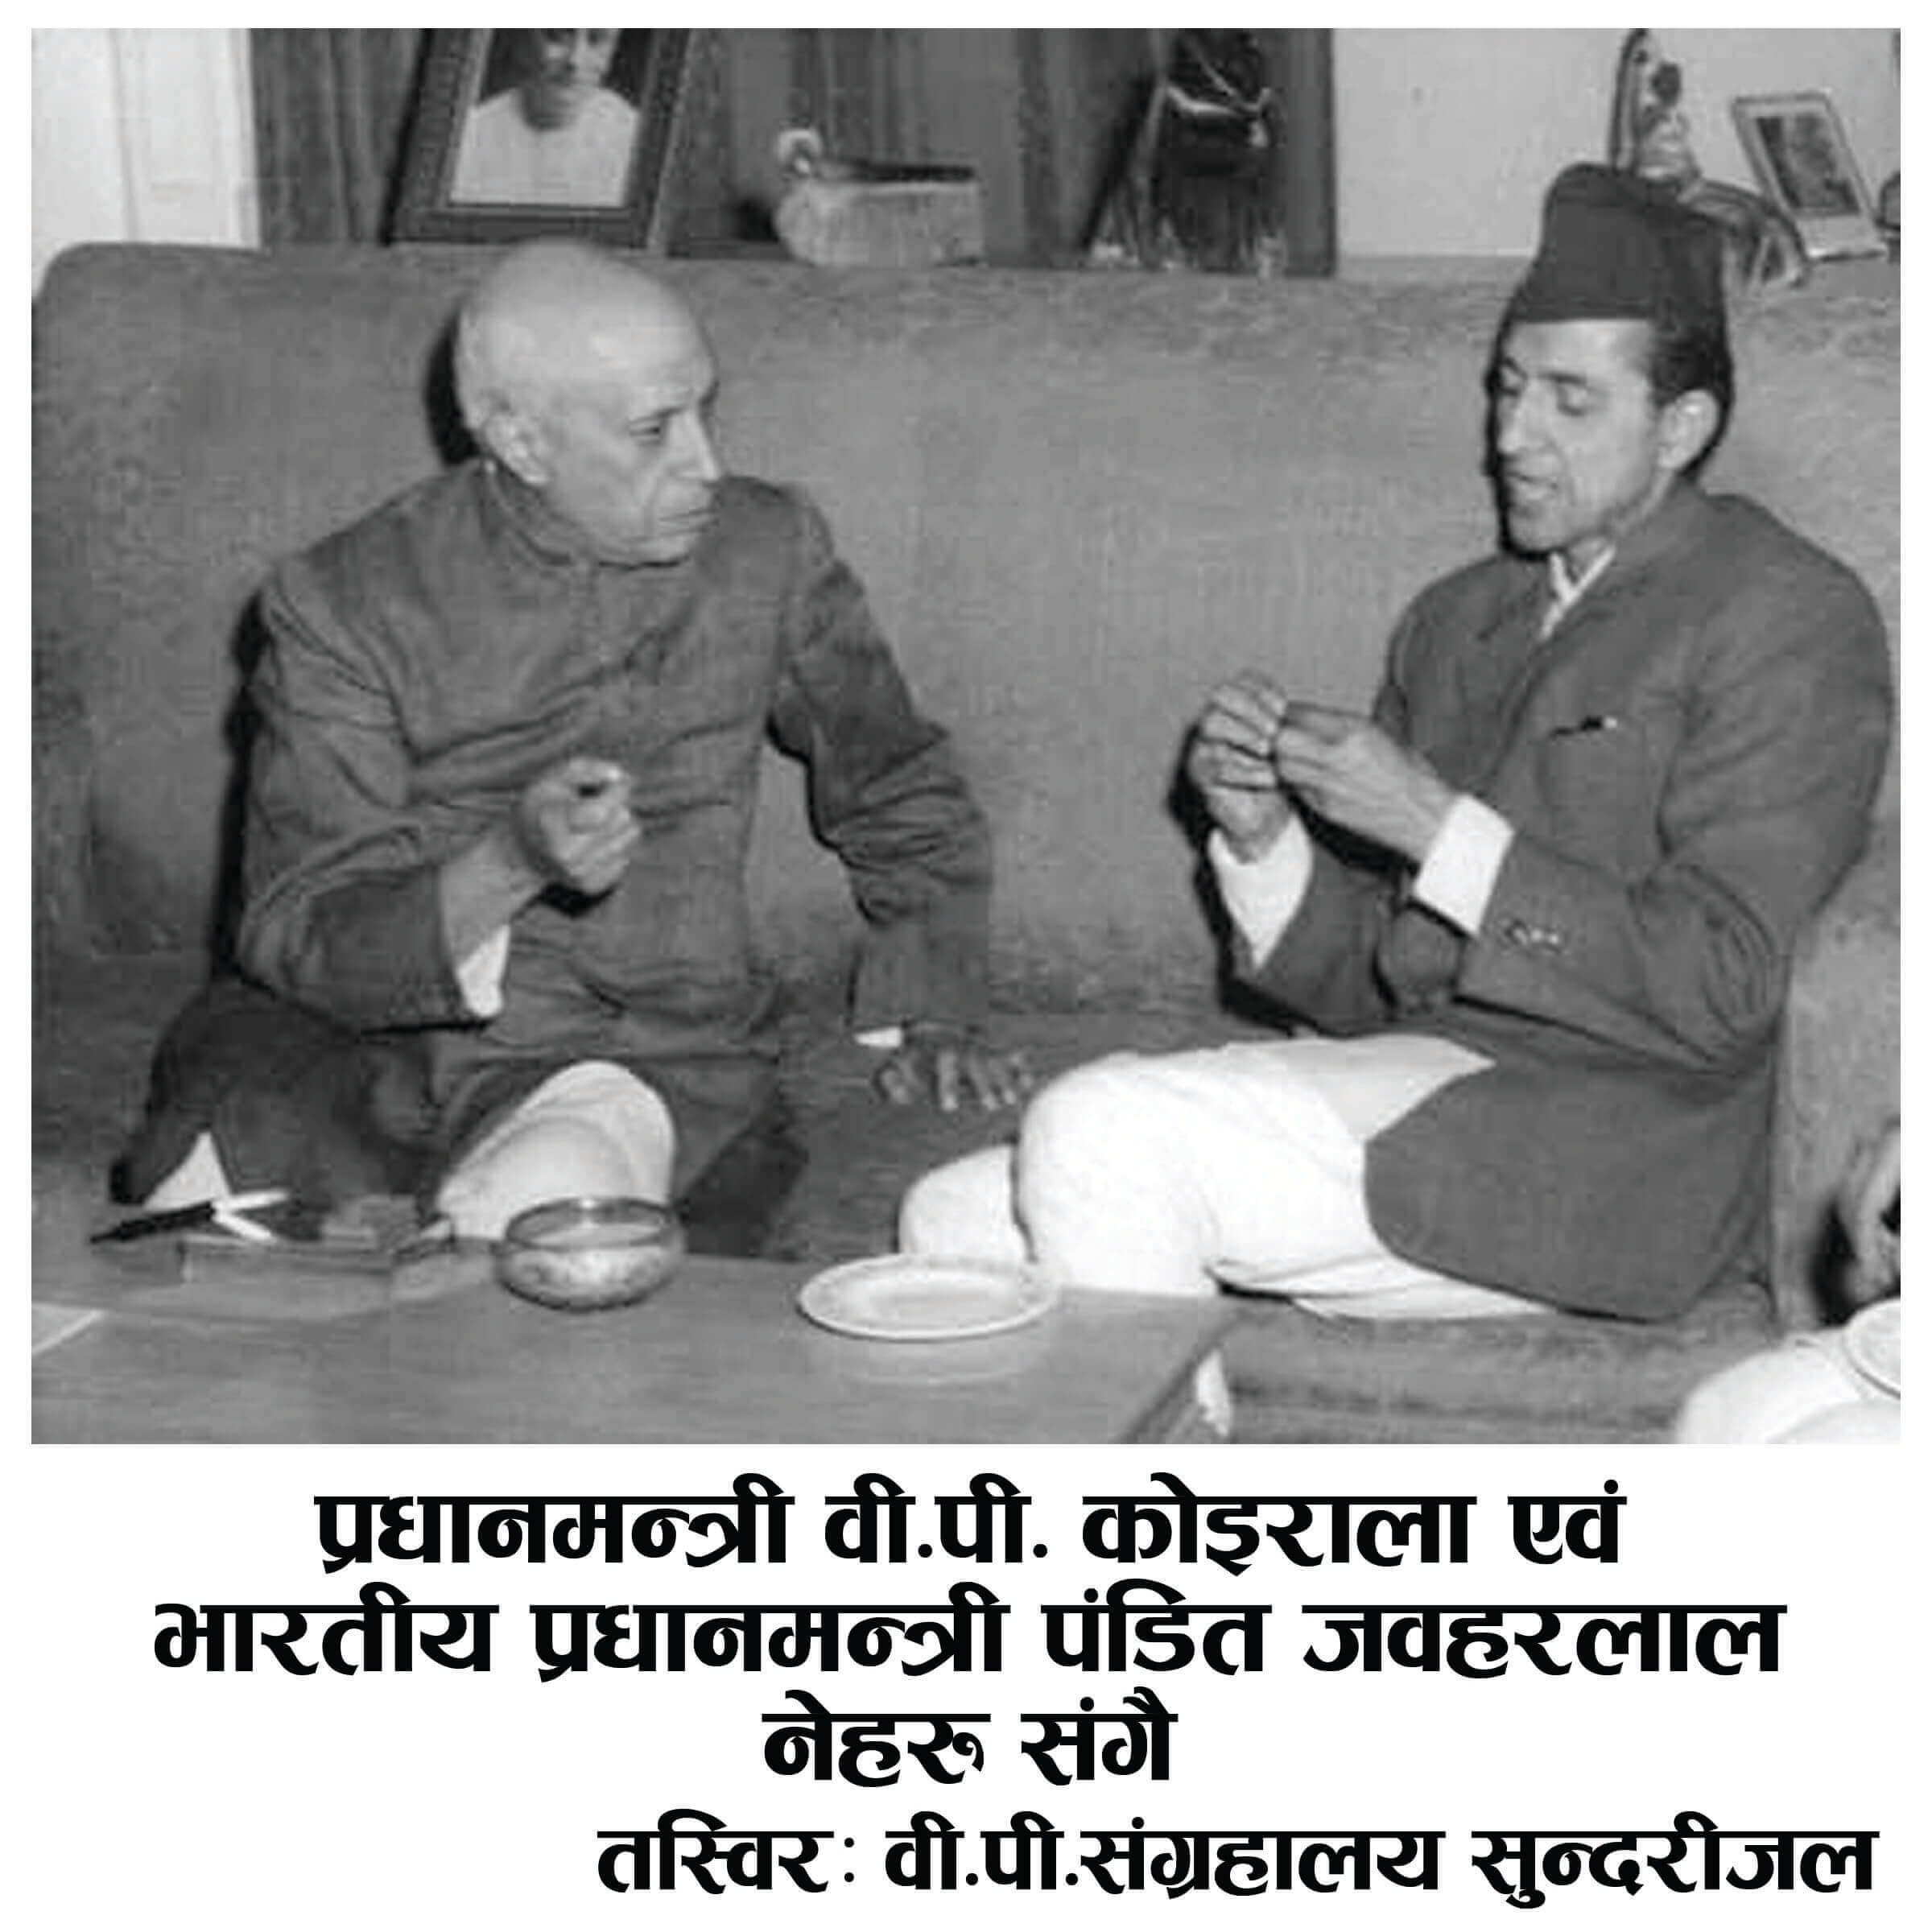 प्रधानमन्त्री वी.पी. कोइराला एवं
भारतीय प्रधानमन्त्री पंडित जवहरलाल
नेहरु संगै
तस्विरः वी.पी.संग्रहालय सुन्दरीजल